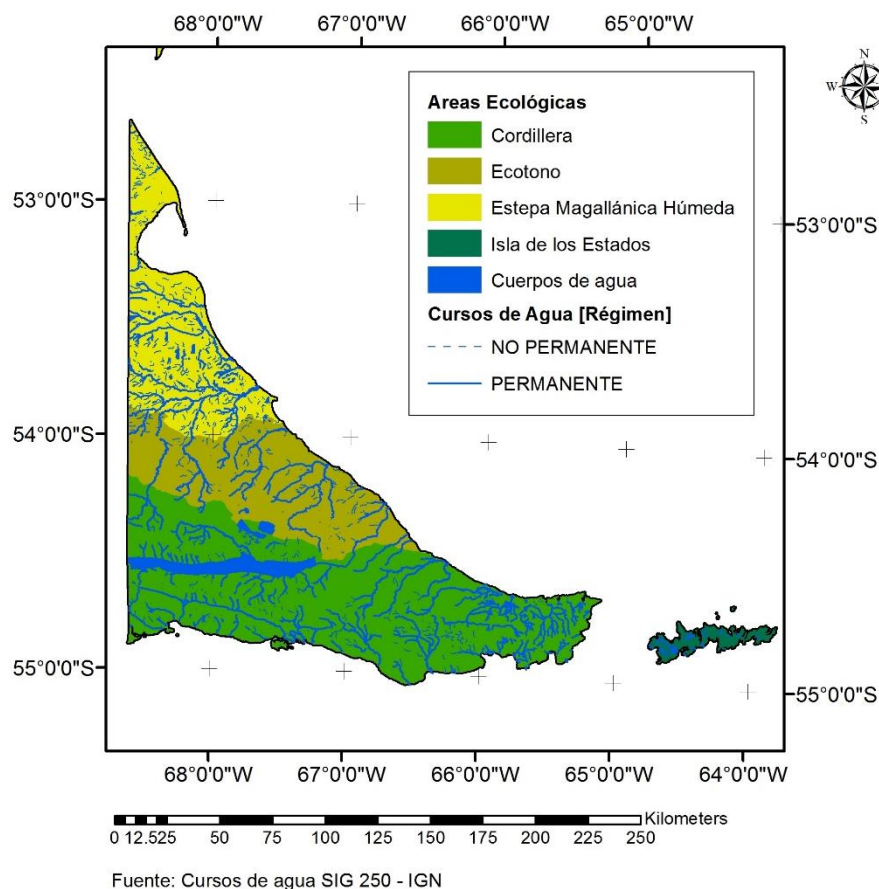 68°0'0"W 67°0'0"W 66°0'0"W 65°0'0"W
N
W
S
Areas Ecológicas
Cordillera
Ecotono
Estepa Magallánica Húmeda
Isla de los Estados
Cuerpos de agua
Cursos de Agua [Régimen]
NO PERMANENTE
PERMANENTE
53°0'0"S
53°0'0"S
54°0'0"S
54°0'0"S
55°0'0"S
55°0'0"S
68°0'0"W 67°0'0"W 66°0'0"W 65°0'0"W 64°0'0"W
Kilometers
0 12.525 50 75 100 125 150 175 200 225 250
Fuente: Cursos de agua SIG 250 - IGN